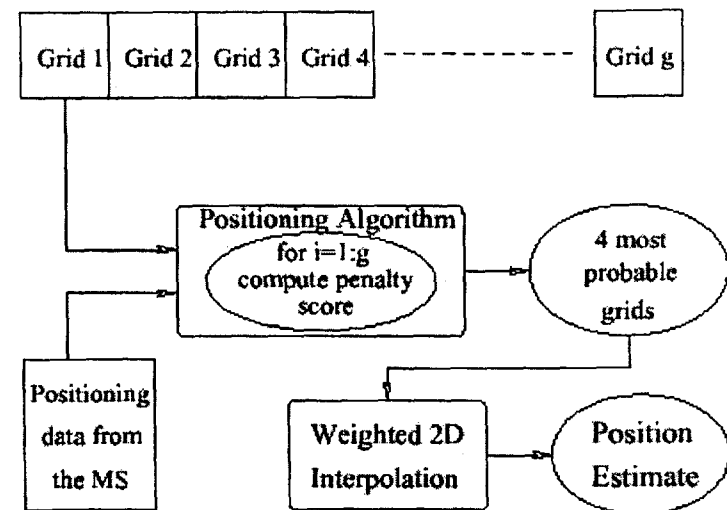 Grid 1 Grid 2 Grid 3 Grid 4 Grid g
Positioning Algorithm
for i=1:g
compute penalty
score
4 most
probable
grids
Positioning
data from
the MS
Weighted 2D
Interpolation
Position
Estimate